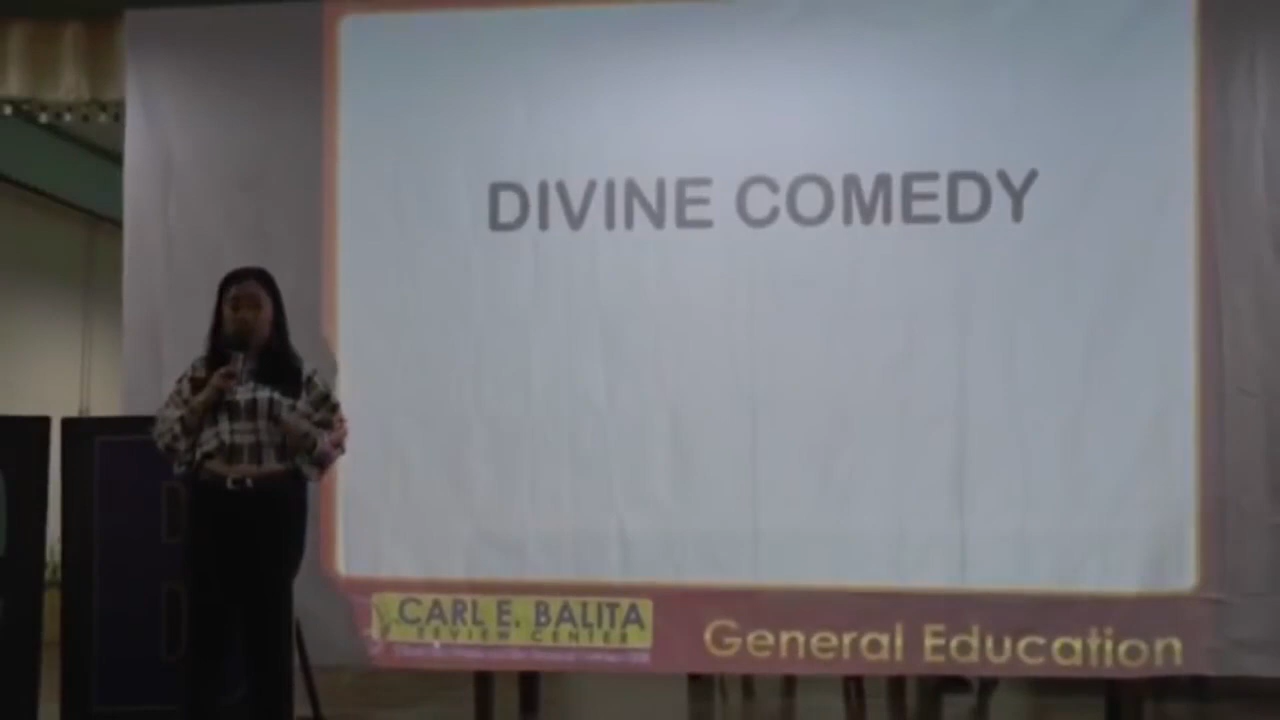 DIVINE COMEDY
CARL E. BALITA
REVIEW CENTER
General Education